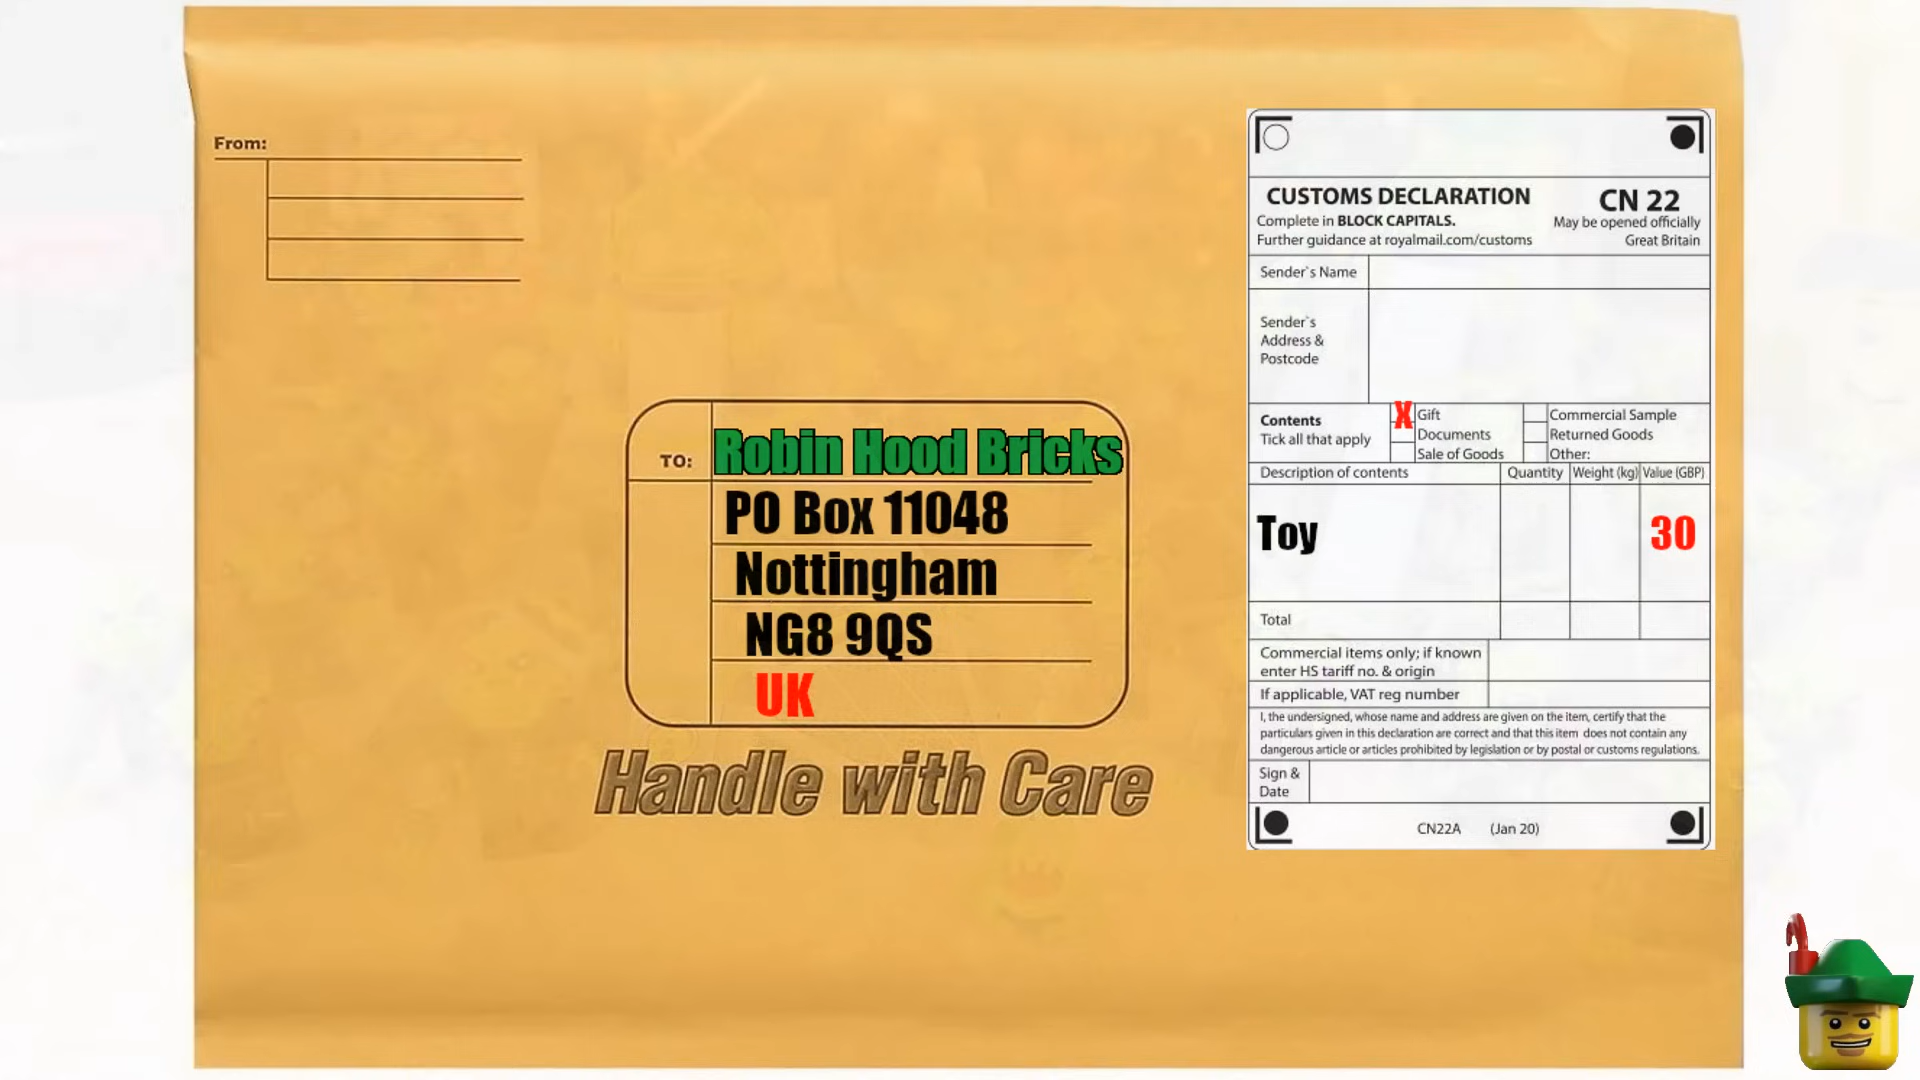 From:
TO: Robin Hood Bricks
PO Box 11048
Nottingham
NG8 9QS
UK
Handle with Care
CUSTOMS DECLARATION CN 22
Complete in BLOCK CAPITALS. May be opened officially
Further guidance at royalmail.com/customs Great Britain
Sender`s Name
Sender`s
Address &
Postcode
Contents X Gift Commercial Sample
Tick all that apply Documents Returned Goods
Sale of Goods Other:
Description of contents Quantity Weight (kg) Value (GBP)
Toy 30
Total
Commercial items only; if known
enter HS tariff no. & origin
If applicable, VAT reg number
I, the undersigned, whose name and address are given on the item, certify that the
particulars given in this declaration are correct and that this item does not contain any
dangerous article or articles prohibited by legislation or by postal or customs regulations.
Sign &
Date
CN22A (Jan 20)